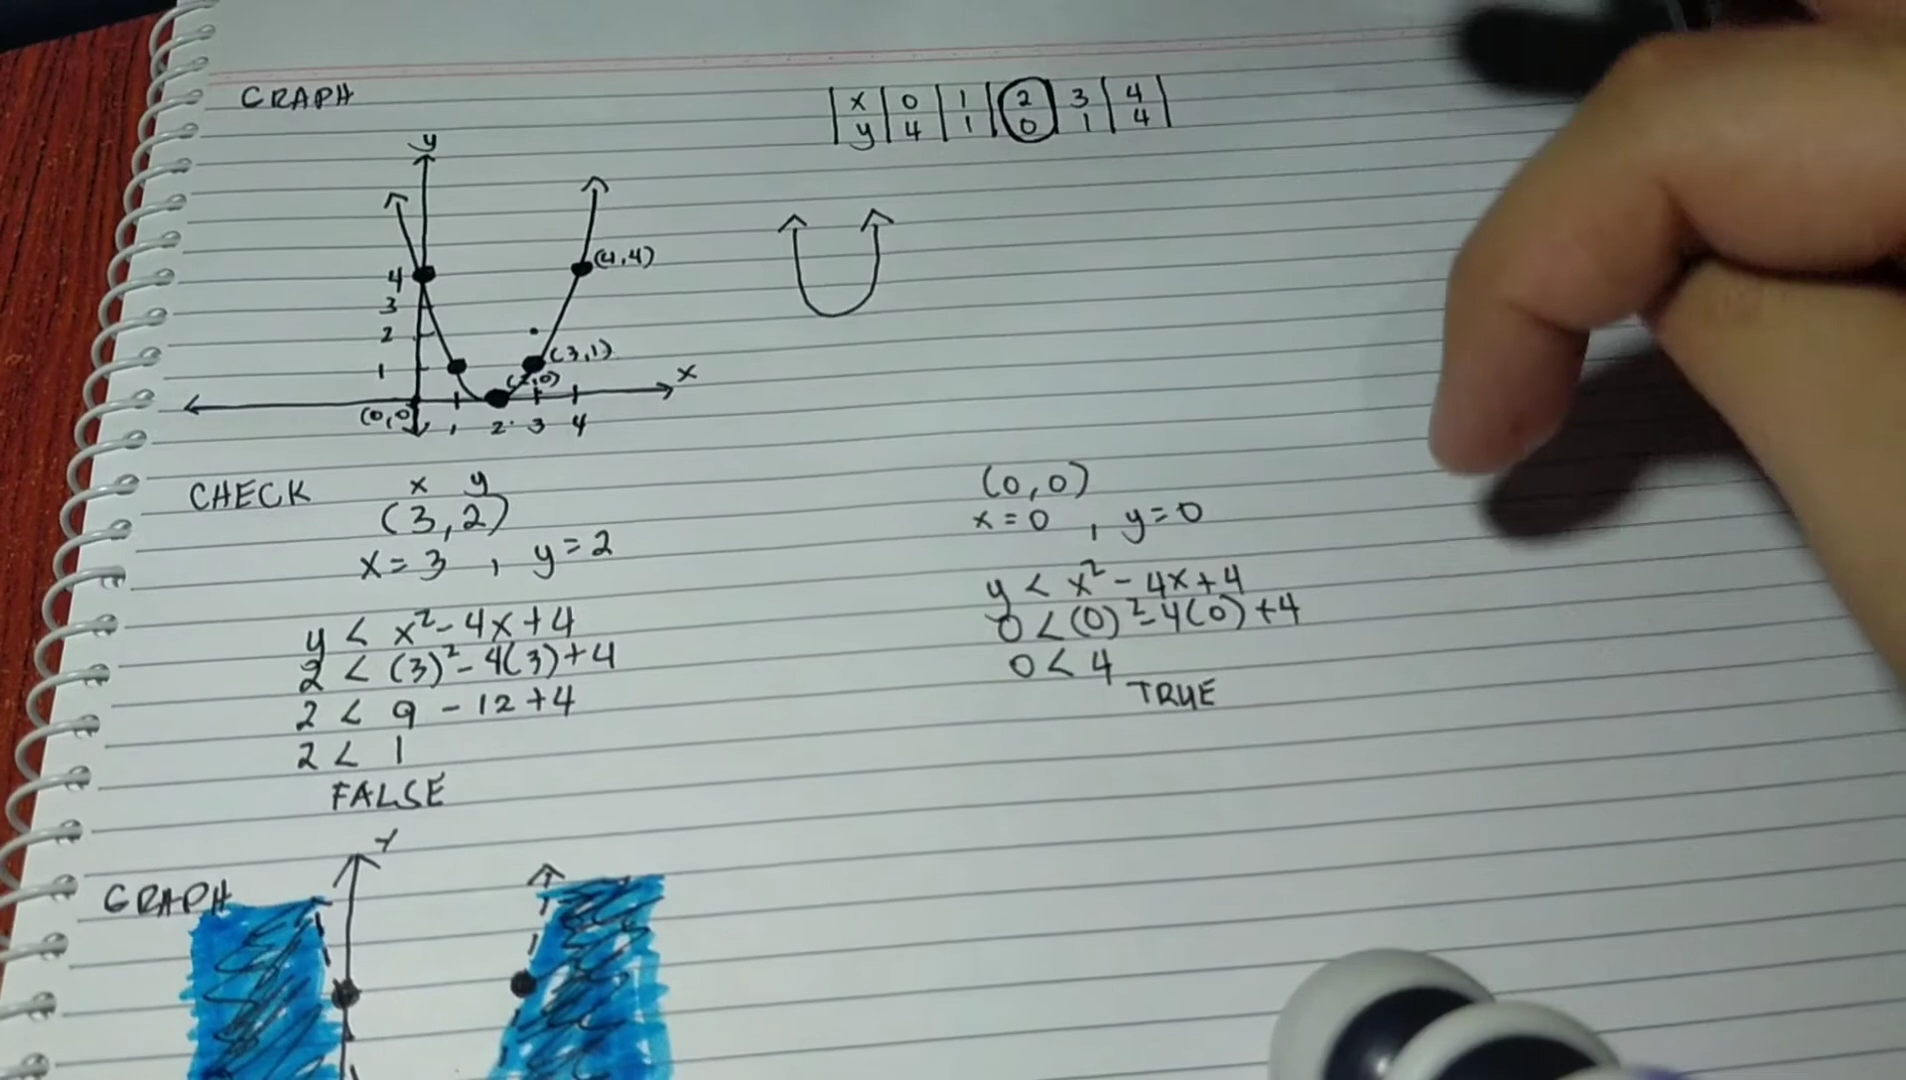 GRAPH
x 0 1 2 3 4
y 4 1 0 1 4
y
4
(4,4)
3
2
1
(3,1)
(2,0)
x
(0,0)
1 2 3 4
CHECK
x y
(3,2)
x = 3 , y = 2
y < x² - 4x + 4
2 < (3)² - 4(3) + 4
2 < 9 - 12 + 4
2 < 1
FALSE
(0,0)
x = 0 , y = 0
y < x² - 4x + 4
0 < (0)² - 4(0) + 4
0 < 4
TRUE
GRAPH
Y